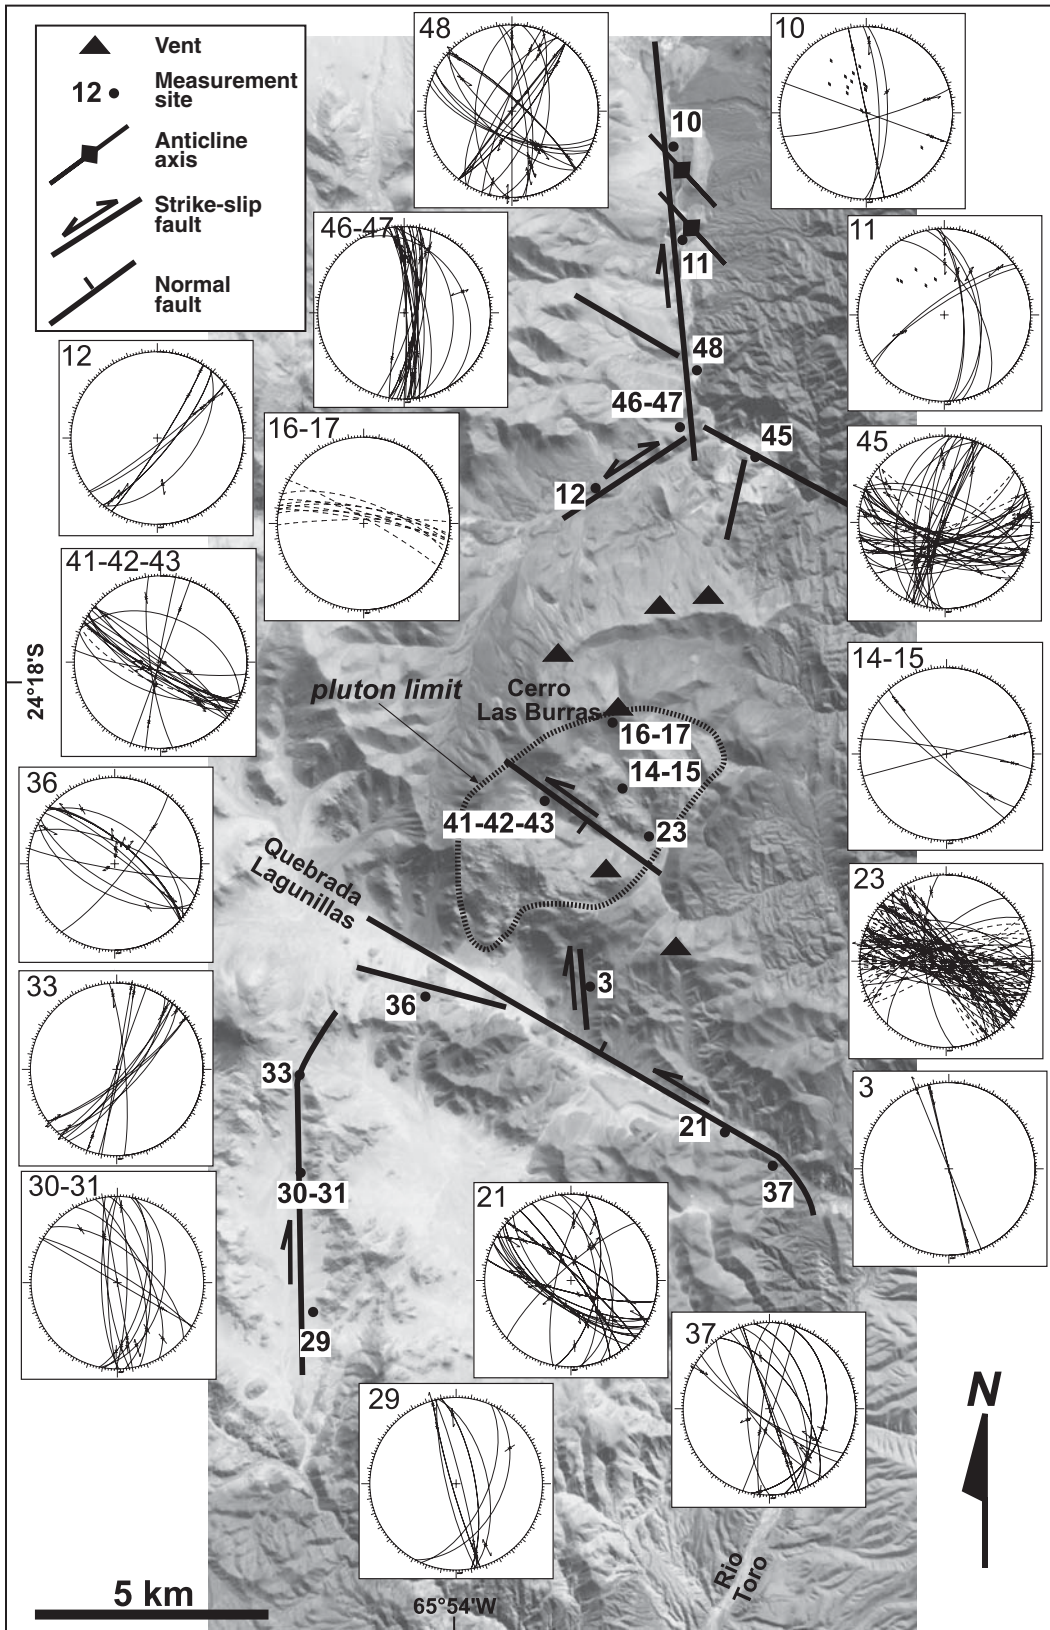 Vent
12
Measurement
site
Anticline
axis
Strike-slip
fault
Normal
fault
48
10
46-47
11
12
16-17
45
41-42-43
14-15
36
23
33
3
30-31
21
37
29
10
11
48
46-47
45
12
24°18'S
pluton limit
Cerro
Las Burras
16-17
14-15
41-42-43
23
Quebrada
Lagunillas
3
36
33
21
37
30-31
29
N
Rio
Toro
5 km
65°54'W